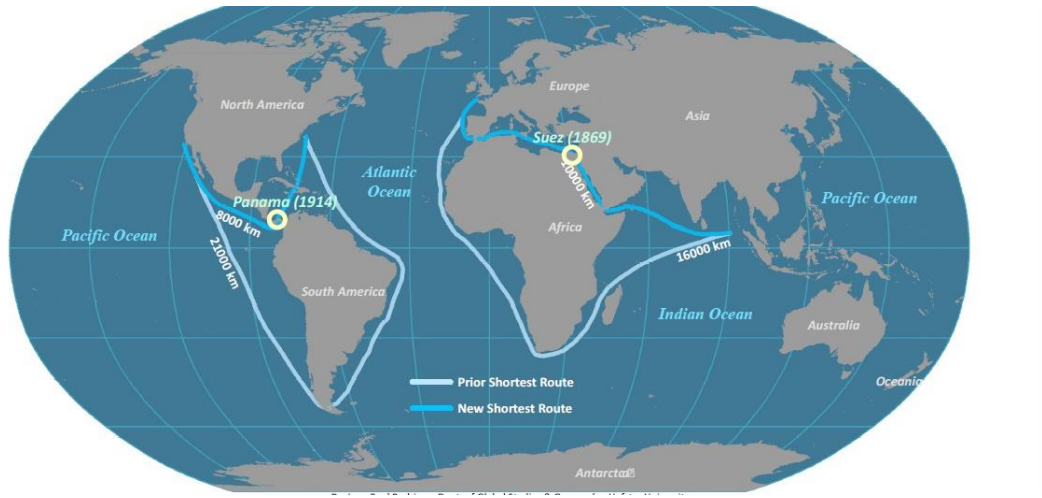 North America
Europe
Asia
Suez (1869)
10000 km
Atlantic
Ocean
Panama (1914)
8000 km
Pacific Ocean
Pacific Ocean
Africa
21000 km
16000 km
South America
Indian Ocean
Australia
Prior Shortest Route
Oceania
New Shortest Route